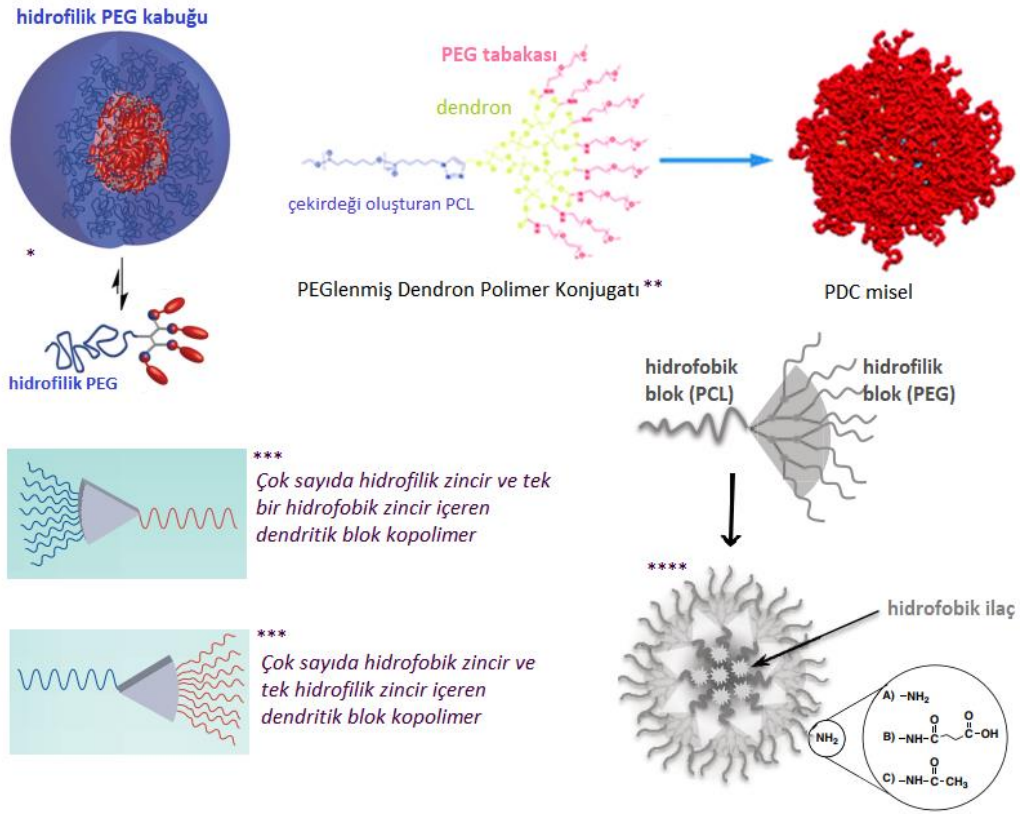 hidrofilik PEG kabuğu
*
hidrofilik PEG
PEG tabakası
dendron
çekirdeği oluşturan PCL
PEGlenmiş Dendron Polimer Konjugatı **
PDC misel
hidrofobik
blok (PCL)
hidrofilik
blok (PEG)
***
Çok sayıda hidrofilik zincir ve tek
bir hidrofobik zincir içeren
dendritik blok kopolimer
***
Çok sayıda hidrofobik zincir ve
tek hidrofilik zincir içeren
dendritik blok kopolimer
****
hidrofobik ilaç
NH₂
A) –NH₂
B) –NH O O –OH
C) –NH–C–CH₃ O